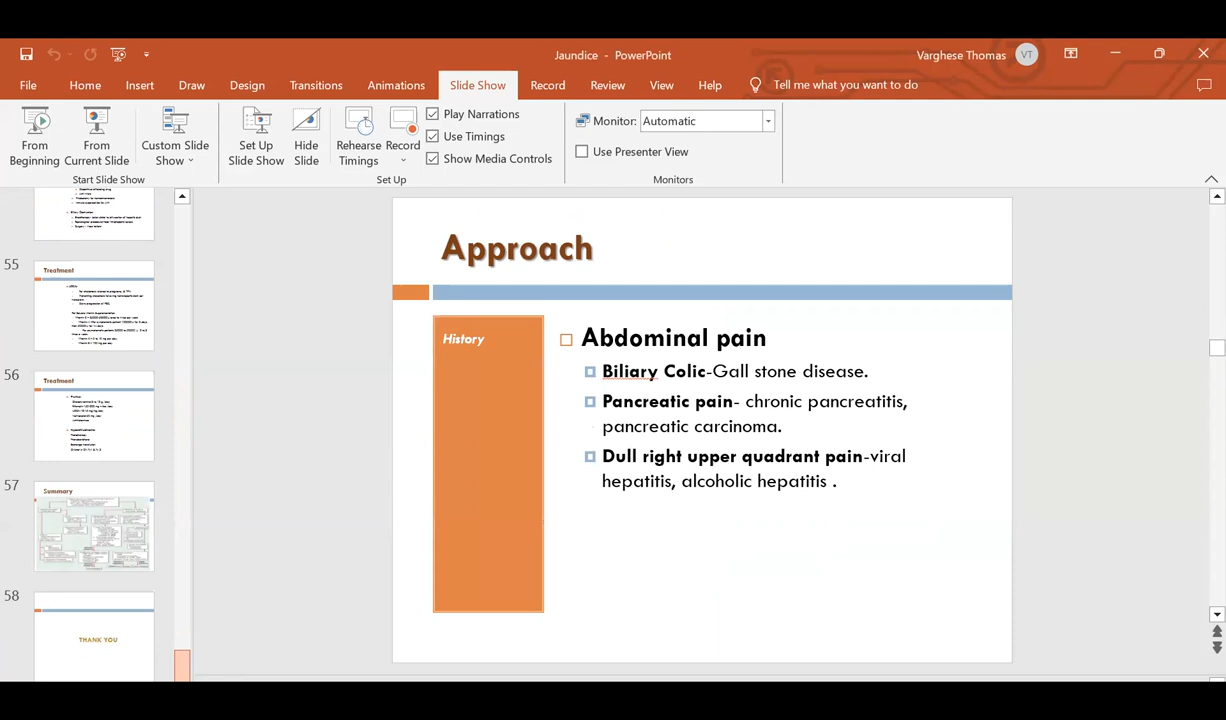 Jaundice - PowerPoint
Varghese Thomas
VT
File Home Insert Draw Design Transitions Animations Slide Show Record Review View Help Tell me what you want to do
From Beginning
From Current Slide
Custom Slide Show
Start Slide Show
Set Up Slide Show
Hide Slide
Rehearse Timings
Record
Play Narrations
Use Timings
Show Media Controls
Set Up
Monitor: Automatic
Use Presenter View
Monitors
55
Treatment
56
Treatment
57
Summary
58
THANK YOU
Approach
History
Abdominal pain
Biliary Colic-Gall stone disease.
Pancreatic pain- chronic pancreatitis,
pancreatic carcinoma.
Dull right upper quadrant pain-viral
hepatitis, alcoholic hepatitis .